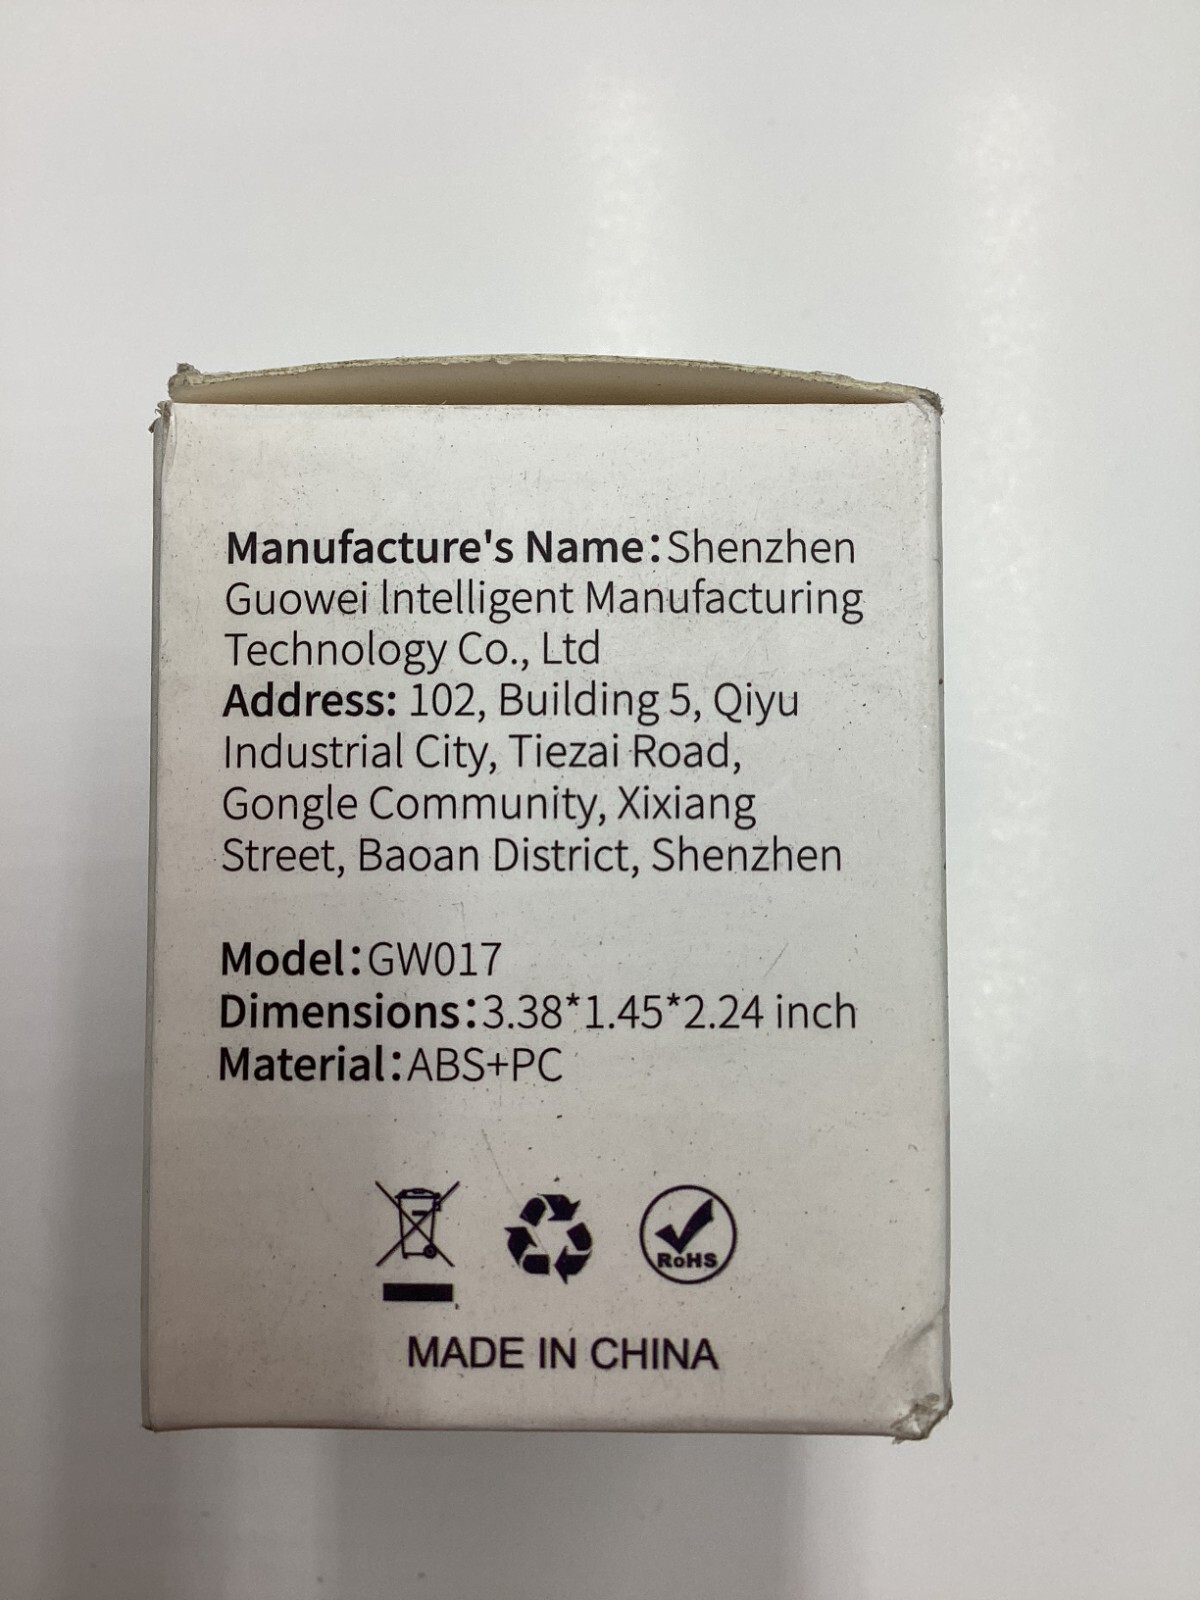 Manufacture's Name:Shenzhen
Guowei lntelligent Manufacturing
Technology Co., Ltd
Address: 102, Building 5, Qiyu
Industrial City, Tiezai Road,
Gongle Community, Xixiang
Street, Baoan District, Shenzhen
Model:GW017
Dimensions:3.38*1.45*2.24 inch
Material:ABS+PC
RoHS
MADE IN CHINA